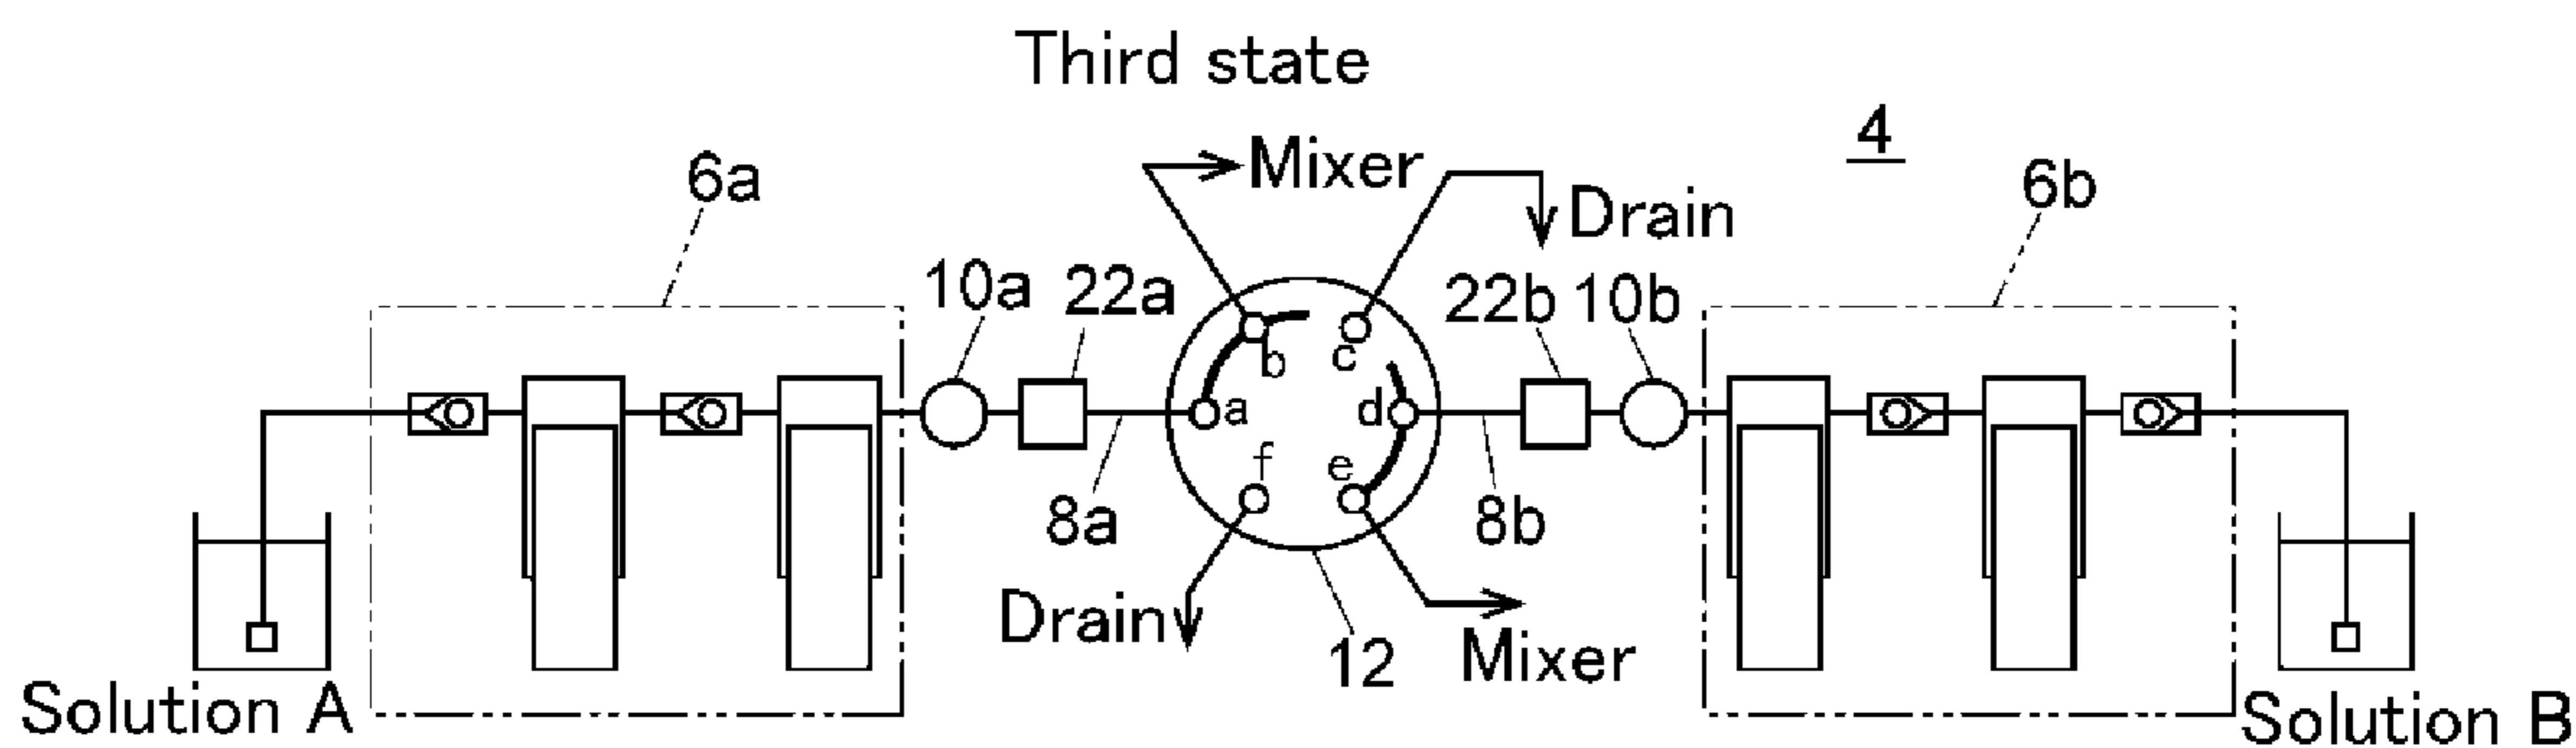 Third state
4
6a
Mixer
Drain
6b
10a
22a
22b
10b
b
c
a
d
f
e
8a
8b
Drain
12
Mixer
Solution A
Solution B